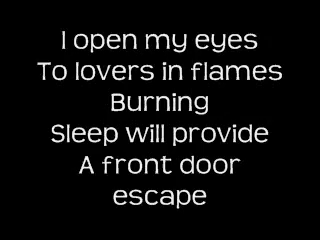 I open my eyes
To lovers in flames
Burning
Sleep will provide
A front door
escape